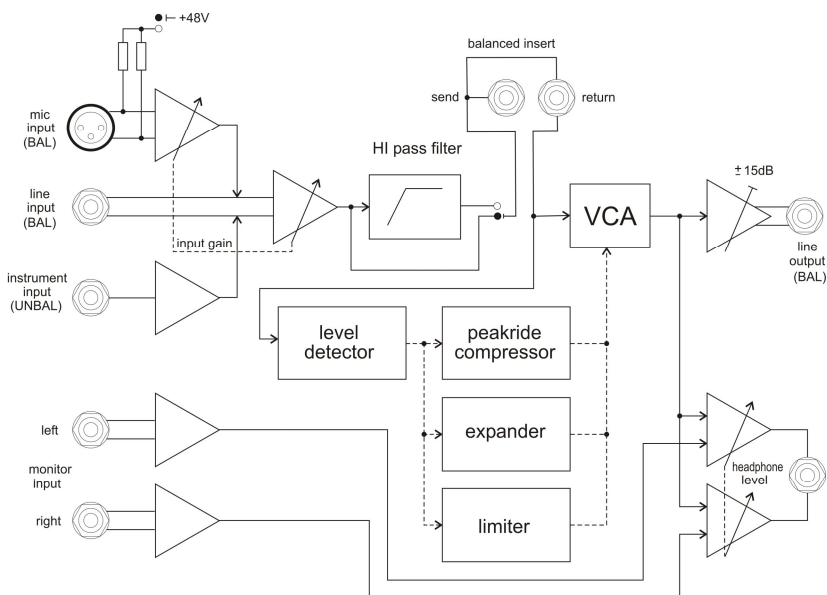 +48V
balanced insert
send
return
mic
input
(BAL)
HI pass filter
± 15dB
line
input
(BAL)
VCA
input gain
line
output
(BAL)
instrument
input
(UNBAL)
level
detector
peakride
compressor
left
expander
monitor
input
headphone
level
right
limiter